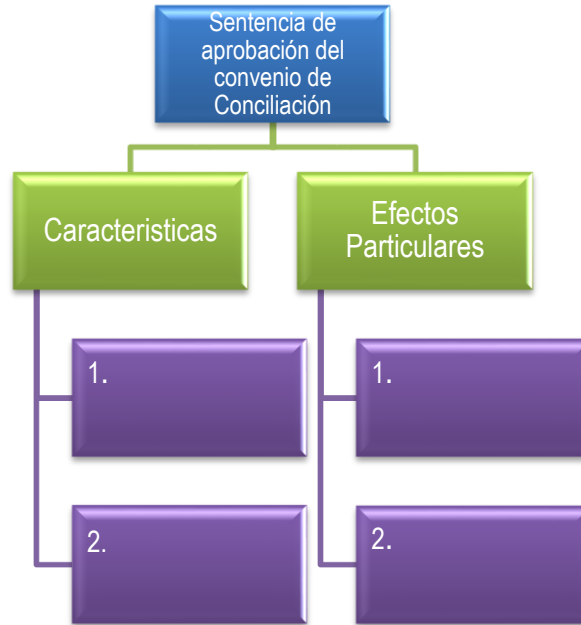 Sentencia de
aprobación del
convenio de
Conciliación
Caracteristicas
Efectos
Particulares
1.
1.
2.
2.